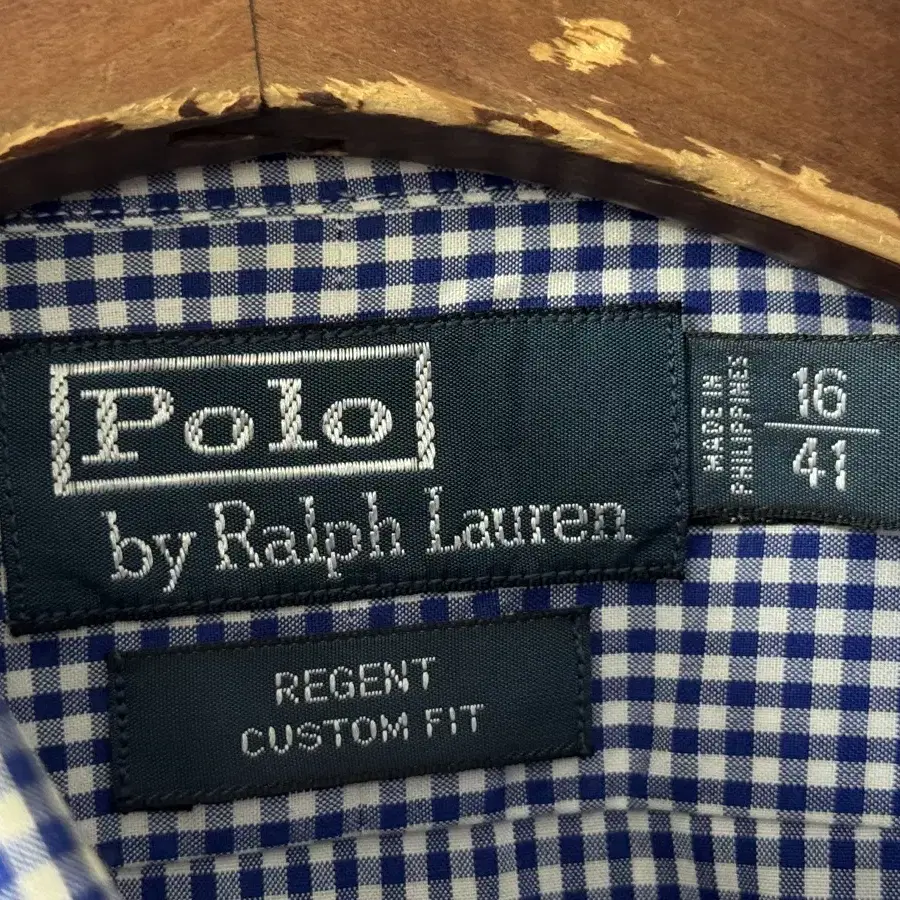 Polo
by Ralph Lauren
MADE IN
PHILIPPINES
16
41
REGENT
CUSTOM FIT